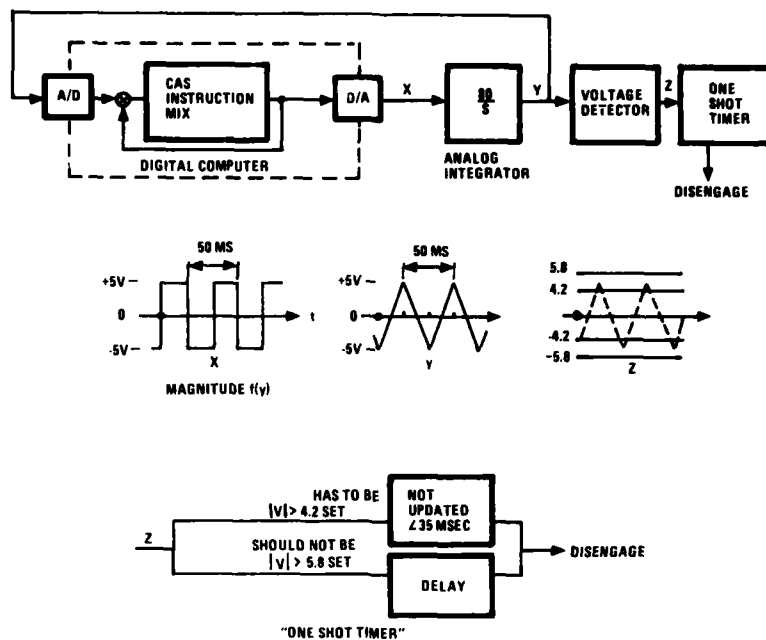 A/D
CAS
INSTRUCTION
MIX
D/A
X
80
S
Y
VOLTAGE
DETECTOR
Z
ONE
SHOT
TIMER
DIGITAL COMPUTER
ANALOG
INTEGRATOR
DISENGAGE
50 MS
+5V
0
-5V
t
X
MAGNITUDE f(y)
50 MS
+5V
0
-5V
Y
5.8
4.2
-4.2
-5.8
Z
Z
HAS TO BE
|V| > 4.2 SET
NOT
UPDATED
∠35 MSEC
SHOULD NOT BE
|V| > 5.8 SET
DELAY
DISENGAGE
"ONE SHOT TIMER"